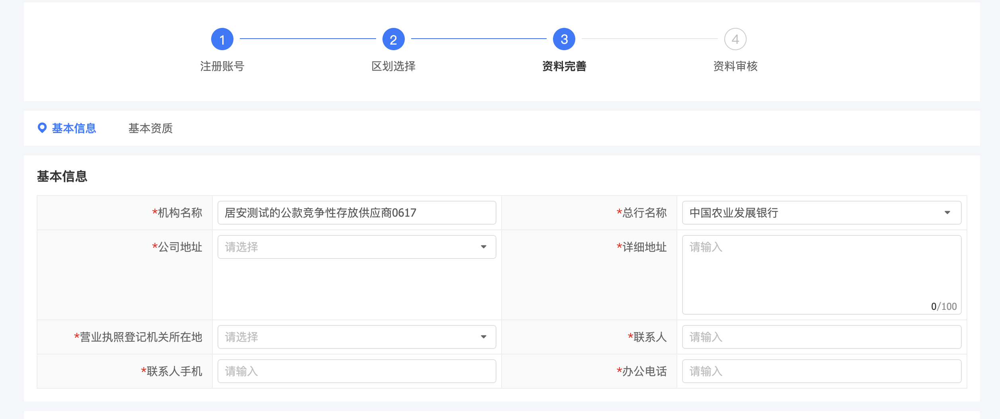 1
2
3
4
注册账号
区划选择
资料完善
资料审核
基本信息
基本资质
基本信息
*机构名称
居安测试的公款竞争性存放供应商0617
*总行名称
中国农业发展银行
*公司地址
请选择
*详细地址
请输入
0/100
*营业执照登记机关所在地
请选择
*联系人
请输入
*联系人手机
请输入
*办公电话
请输入